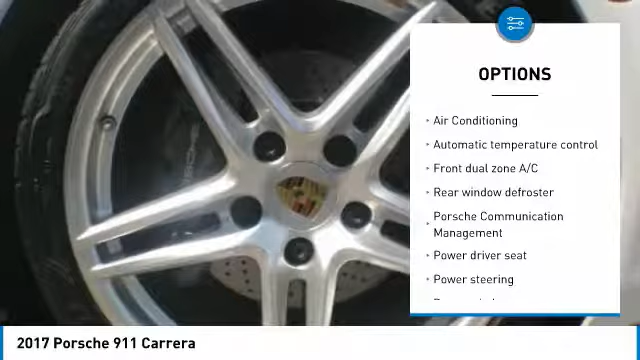 OPTIONS
Air Conditioning
Automatic temperature control
Front dual zone A/C
Rear window defroster
Porsche Communication
Management
Power driver seat
Power steering
2017 Porsche 911 Carrera